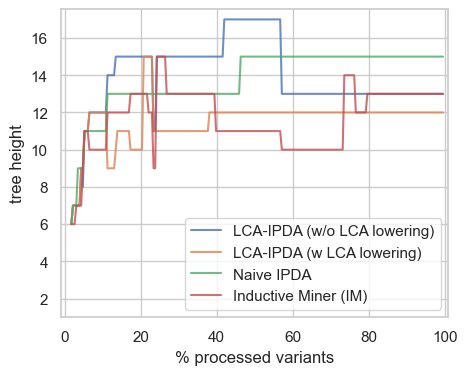 tree height
16
14
12
10
8
6
4
2
LCA-IPDA (w/o LCA lowering)
LCA-IPDA (w LCA lowering)
Naive IPDA
Inductive Miner (IM)
0 20 40 60 80 100
% processed variants